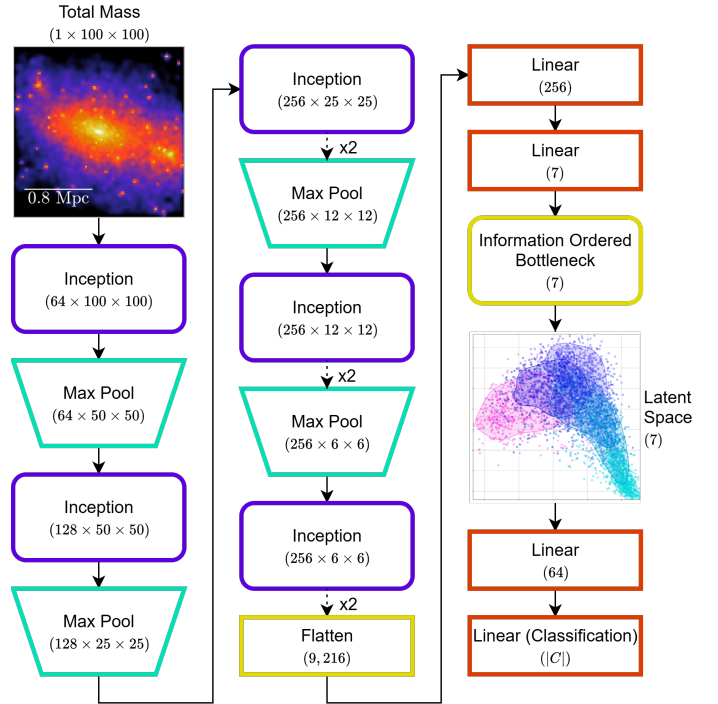 Total Mass
(1 × 100 × 100)
0.8 Mpc
Inception
(64 × 100 × 100)
Max Pool
(64 × 50 × 50)
Inception
(128 × 50 × 50)
Max Pool
(128 × 25 × 25)
Inception
(256 × 25 × 25)
x2
Max Pool
(256 × 12 × 12)
Inception
(256 × 12 × 12)
x2
Max Pool
(256 × 6 × 6)
Inception
(256 × 6 × 6)
x2
Flatten
(9, 216)
Linear
(256)
Linear
(7)
Information Ordered
Bottleneck
(7)
Latent
Space
(7)
Linear
(64)
Linear (Classification)
(|C|)